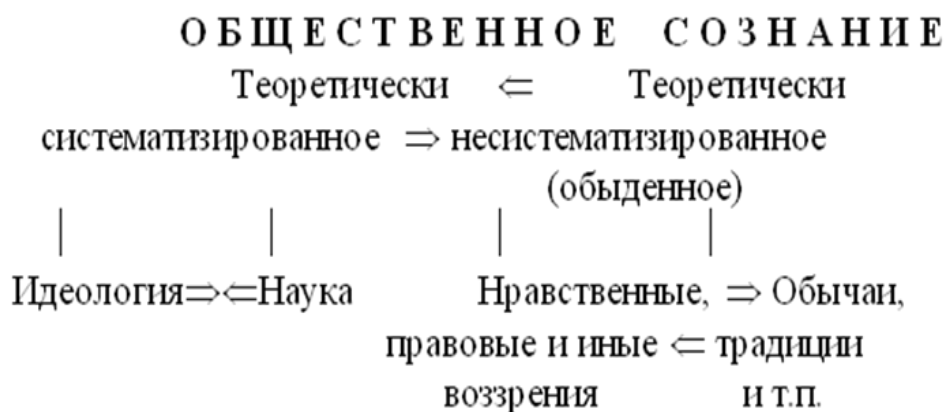 ОБЩЕСТВЕННОЕ СОЗНАНИЕ
Теоретически ⇐ Теоретически
систематизированное ⇒ несистематизированное
(обыденное)
| | | |
Идеология⇒⇐Наука Нравственные, ⇒ Обычаи,
правовые и иные ⇐ традиции
воззрения и т.п.